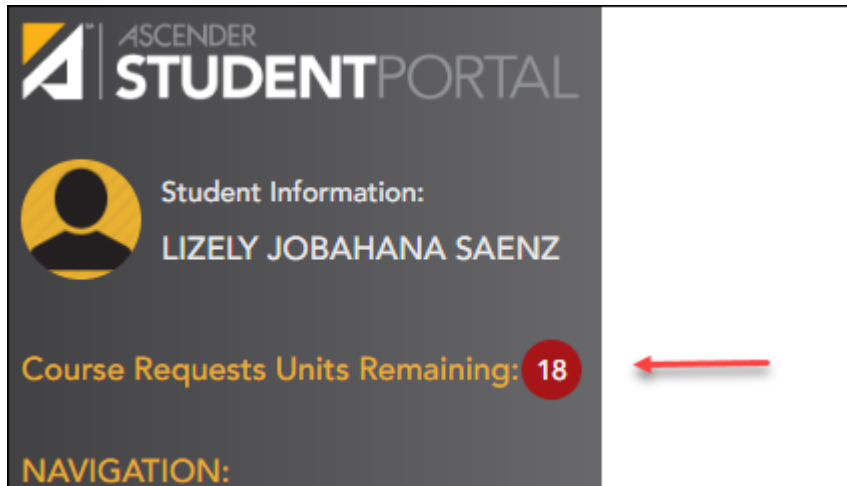 ASCENDER
STUDENTPORTAL
Student Information:
LIZELY JOBAHANA SAENZ
Course Requests Units Remaining: 18
NAVIGATION: